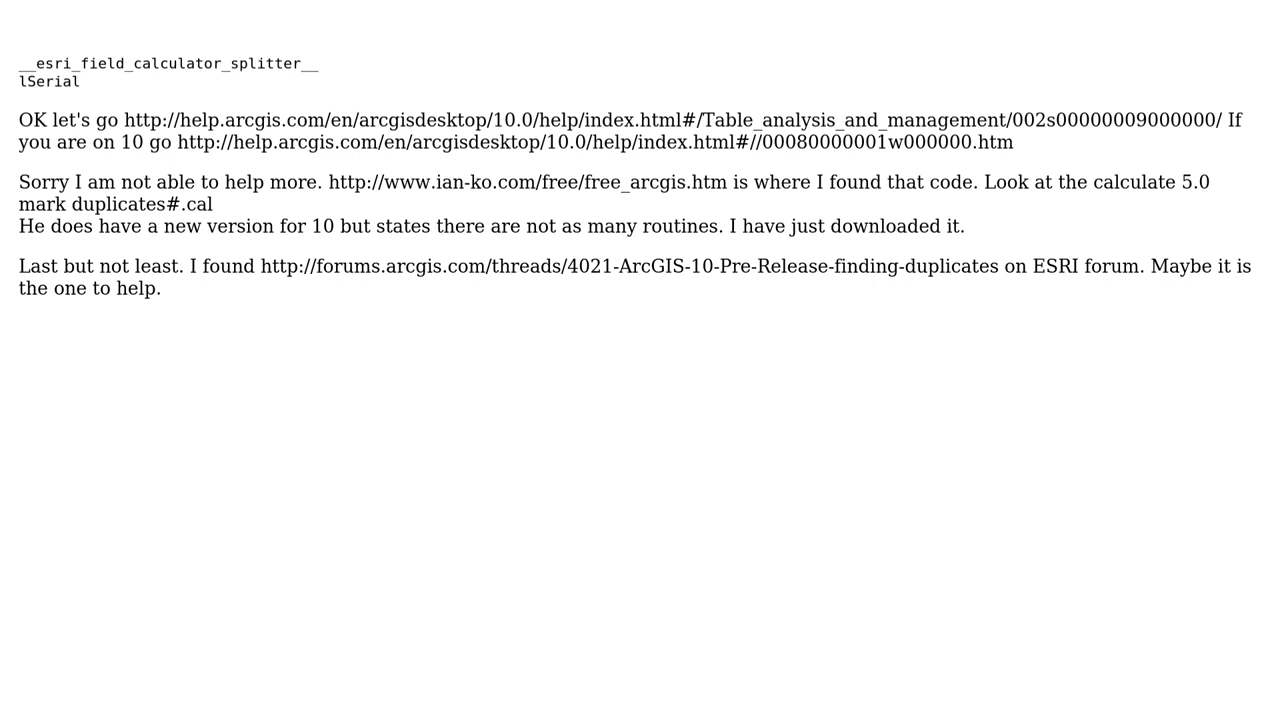 __esri_field_calculator_splitter__
lSerial
OK let's go http://help.arcgis.com/en/arcgisdesktop/10.0/help/index.html#/Table_analysis_and_management/002s00000009000000/ If
you are on 10 go http://help.arcgis.com/en/arcgisdesktop/10.0/help/index.html#//00080000001w000000.htm
Sorry I am not able to help more. http://www.ian-ko.com/free/free_arcgis.htm is where I found that code. Look at the calculate 5.0
mark duplicates#.cal
He does have a new version for 10 but states there are not as many routines. I have just downloaded it.
Last but not least. I found http://forums.arcgis.com/threads/4021-ArcGIS-10-Pre-Release-finding-duplicates on ESRI forum. Maybe it is
the one to help.